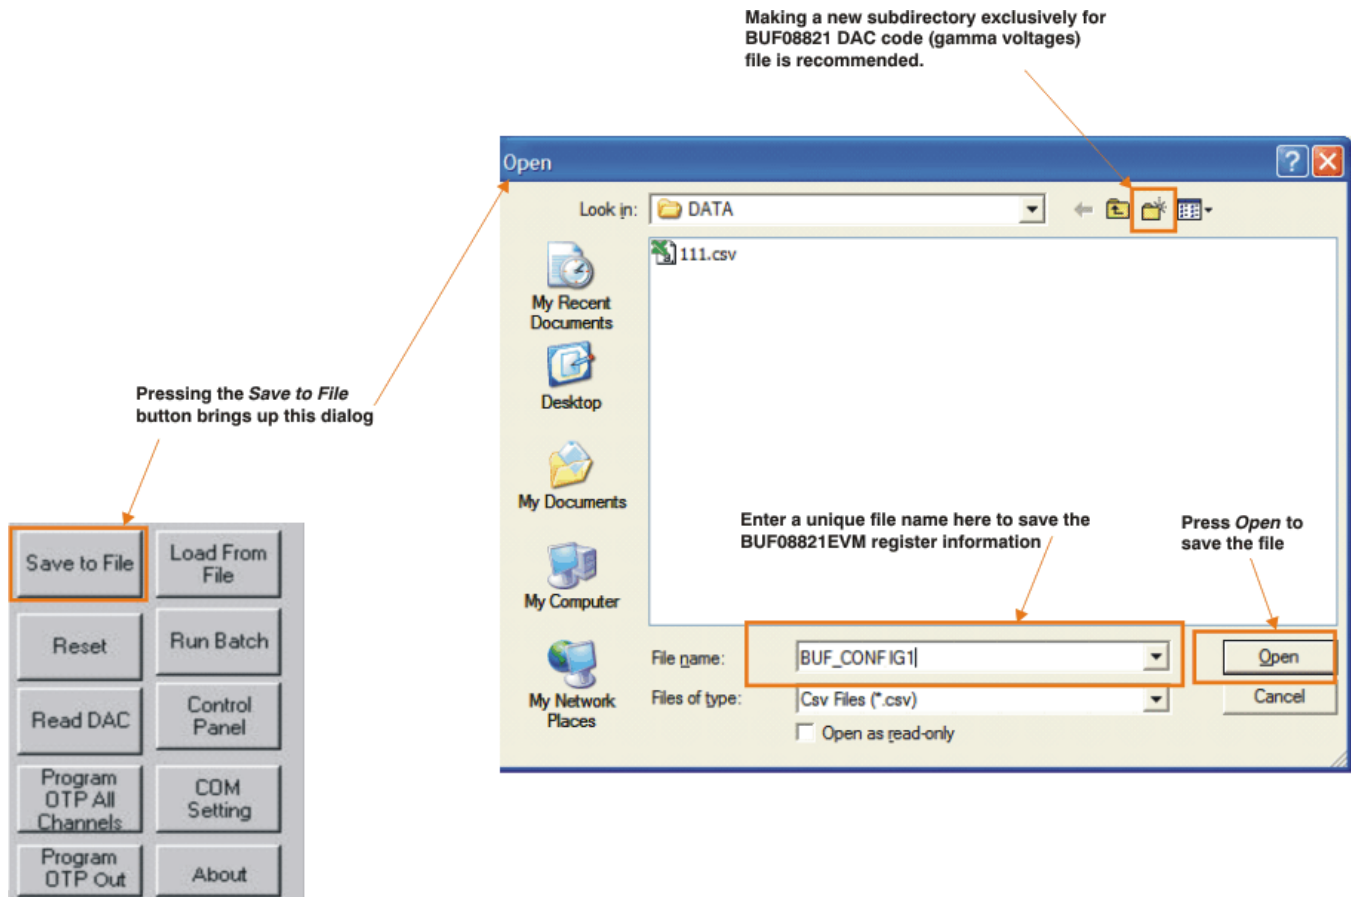 Making a new subdirectory exclusively for
BUF08821 DAC code (gamma voltages)
file is recommended.
Open
Look in:
DATA
111.csv
My Recent
Documents
Desktop
My Documents
My Computer
My Network
Places
Pressing the Save to File
button brings up this dialog
Enter a unique file name here to save the
BUF08821EVM register information
Press Open to
save the file
File name:
BUF_CONFIG1
Open
Files of type:
Csv Files (*.csv)
Cancel
Open as read-only
Save to File
Load From
File
Reset
Run Batch
Read DAC
Control
Panel
Program
OTP All
Channels
COM
Setting
Program
OTP Out
About